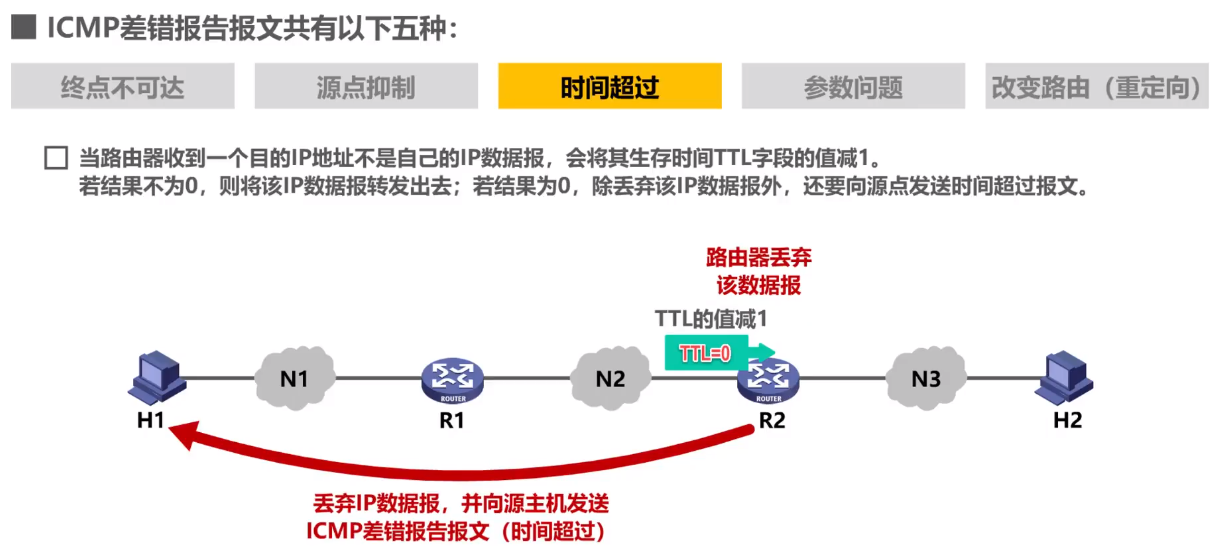 ICMP差错报告报文共有以下五种：
终点不可达
源点抑制
时间超过
参数问题
改变路由（重定向）
当路由器收到一个目的IP地址不是自己的IP数据报，会将其生存时间TTL字段的值减1。
若结果不为0，则将该IP数据报转发出去；若结果为0，除丢弃该IP数据报外，还要向源点发送时间超过报文。
路由器丢弃
该数据报
TTL的值减1
TTL=0
N1
N2
N3
ROUTER
ROUTER
H1
R1
R2
H2
丢弃IP数据报，并向源主机发送
ICMP差错报告报文（时间超过）